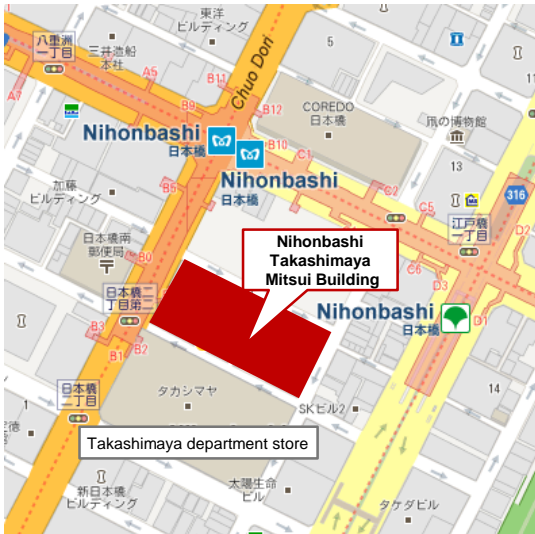 東洋
ビルディング
八重洲
一丁目
三井造船
本社
5
A5
B11
Chuo Dori
B9
B12
COREDO
日本橋
凧の博物館
Nihonbashi
日本橋
B10
C1
Nihonbashi
日本橋
13
316
加藤
ビルディング
B5
C2
C5
江戸橋
一丁目
D2
日本橋南
郵便局
B0
Nihonbashi
Takashimaya
Mitsui Building
C6
D3
日本橋二
丁目第二
B3
B1
B2
Nihonbashi
日本橋
D1
日本橋
二丁目
タカシマヤ
SKビル2
14
1
Takashimaya department store
新日本橋
ビルディング
太陽生命
ビル
タケダビル